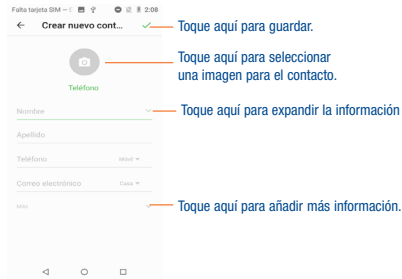 Falta tarjeta SIM – 2:08
Crear nuevo cont... Toque aquí para guardar.
Toque aquí para seleccionar
una imagen para el contacto.
Teléfono
Nombre Toque aquí para expandir la información
Apellido
Teléfono Móvil
Correo electrónico Casa
Más Toque aquí para añadir más información.